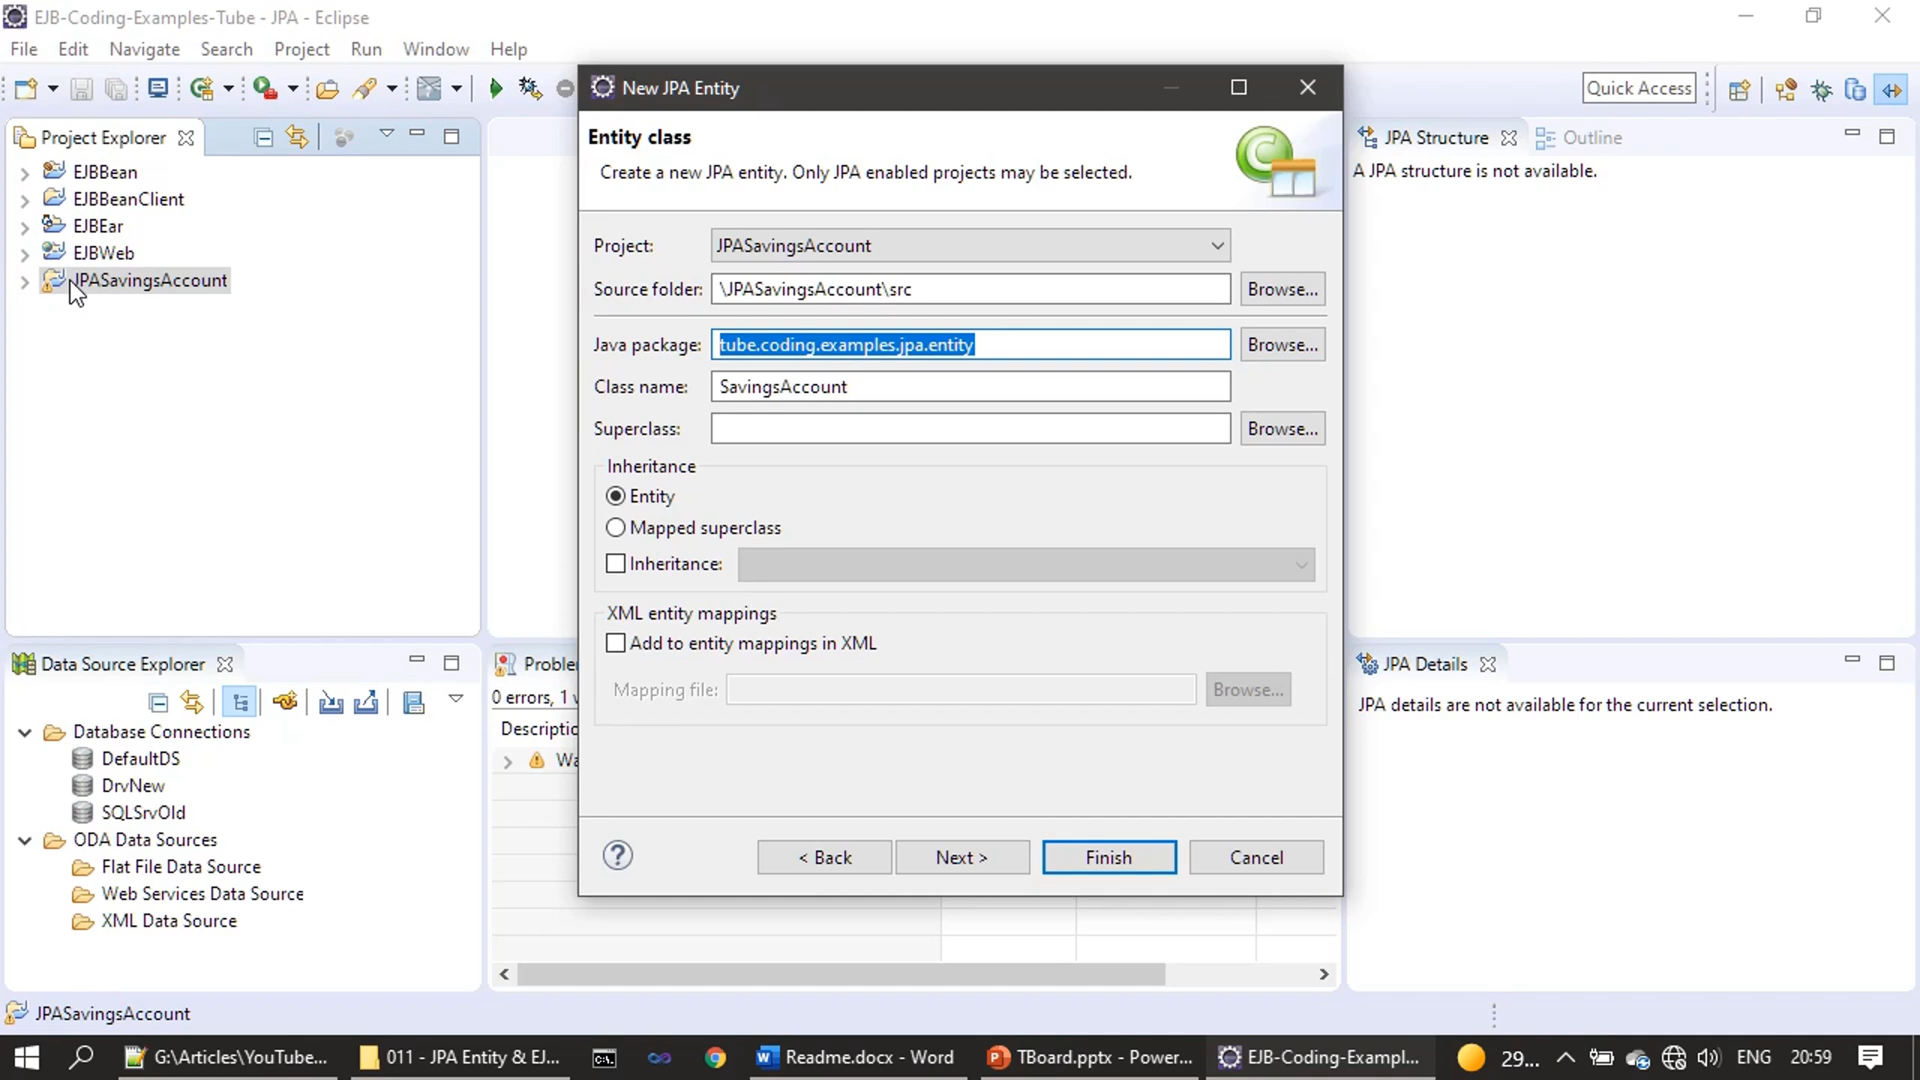 EJB-Coding-Examples-Tube - JPA - Eclipse
File Edit Navigate Search Project Run Window Help
Quick Access
Project Explorer
EJBBean
EJBBeanClient
EJBEar
EJBWeb
JPASavingsAccount
New JPA Entity
Entity class
Create a new JPA entity. Only JPA enabled projects may be selected.
Project: JPASavingsAccount
Source folder: \JPASavingsAccount\src Browse...
Java package: tube.coding.examples.jpa.entity Browse...
Class name: SavingsAccount
Superclass: Browse...
Inheritance
Entity
Mapped superclass
Inheritance:
XML entity mappings
Add to entity mappings in XML
Mapping file: Browse...
< Back Next > Finish Cancel
JPA Structure Outline
A JPA structure is not available.
Data Source Explorer
Database Connections
DefaultDS
DrvNew
SQLSrvOld
ODA Data Sources
Flat File Data Source
Web Services Data Source
XML Data Source
Problen
0 errors, 1
Descriptio
Wa
JPA Details
JPA details are not available for the current selection.
JPASavingsAccount
G:\Articles\YouTube... 011 - JPA Entity & EJ... Readme.docx - Word TBoard.pptx - Power... EJB-Coding-Exampl... 29... ENG 20:59